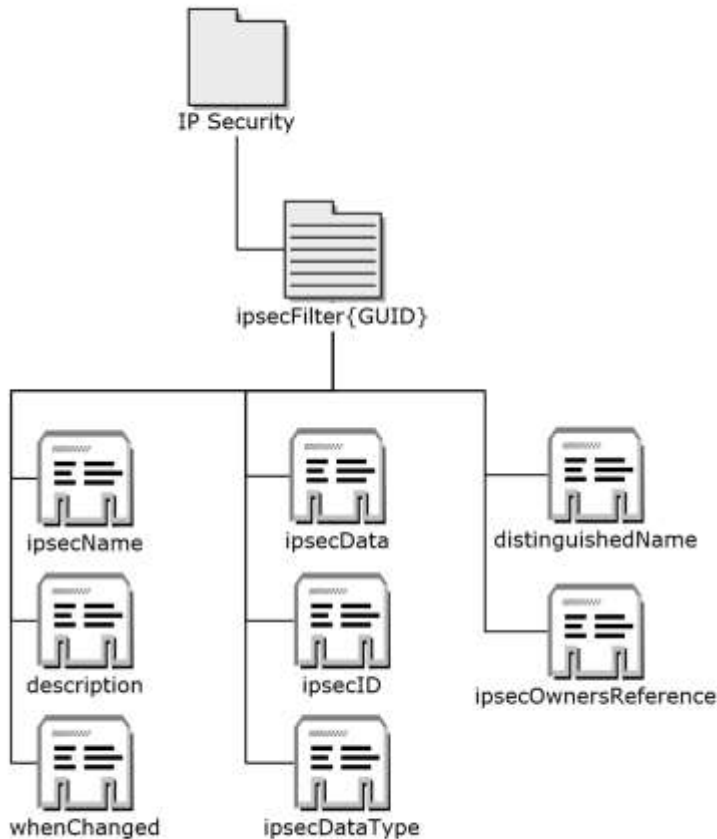 IP Security
ipsecFilter{GUID}
ipsecName
ipsecData
distinguishedName
description
ipsecID
ipsecOwnersReference
whenChanged
ipsecDataType